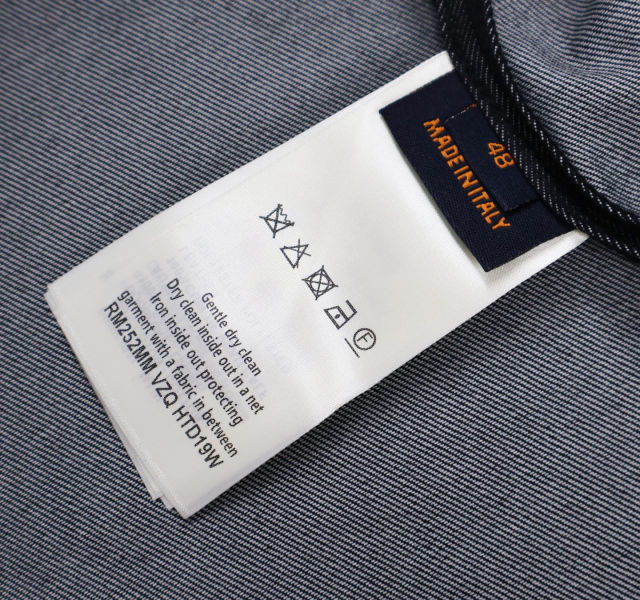 48
MADE IN ITALY
F
Gentle dry clean
Dry clean inside out in a net
Iron inside out protecting
garment with a fabric in between
RM252MM VZQ HTD19W